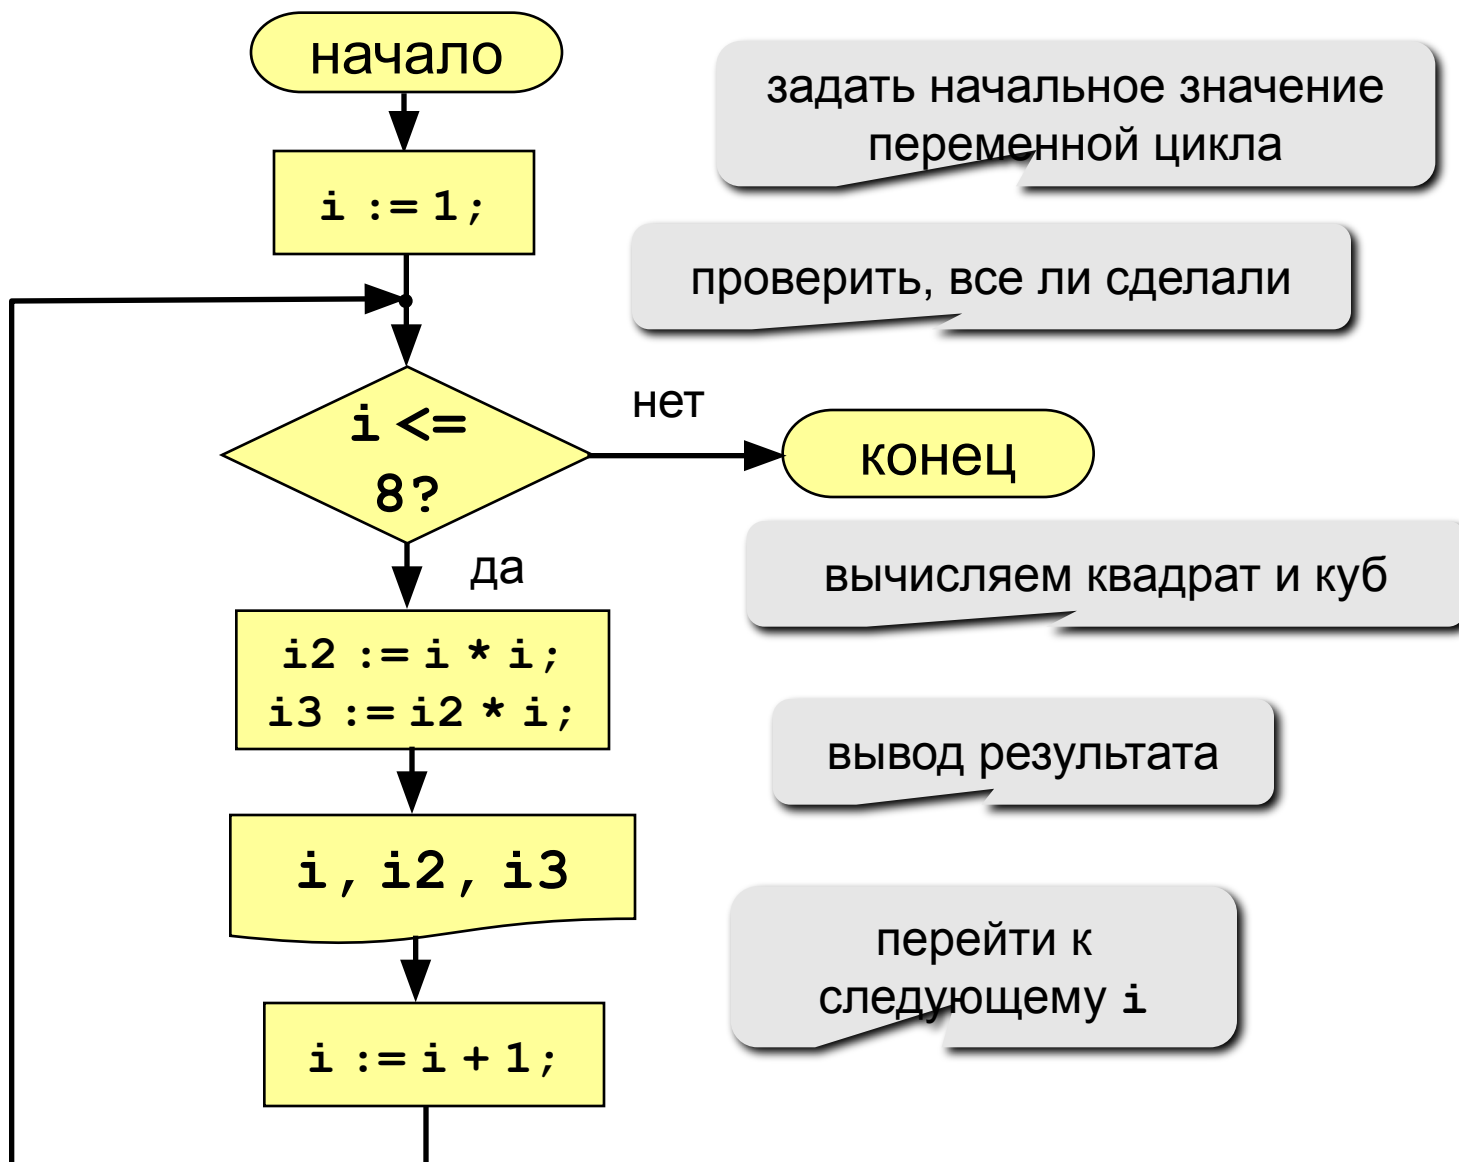 начало
задать начальное значение
переменной цикла
i := 1;
проверить, все ли сделали
i <=
8?
нет
конец
да
вычисляем квадрат и куб
i2 := i * i;
i3 := i2 * i;
вывод результата
i, i2, i3
перейти к
следующему i
i := i + 1;